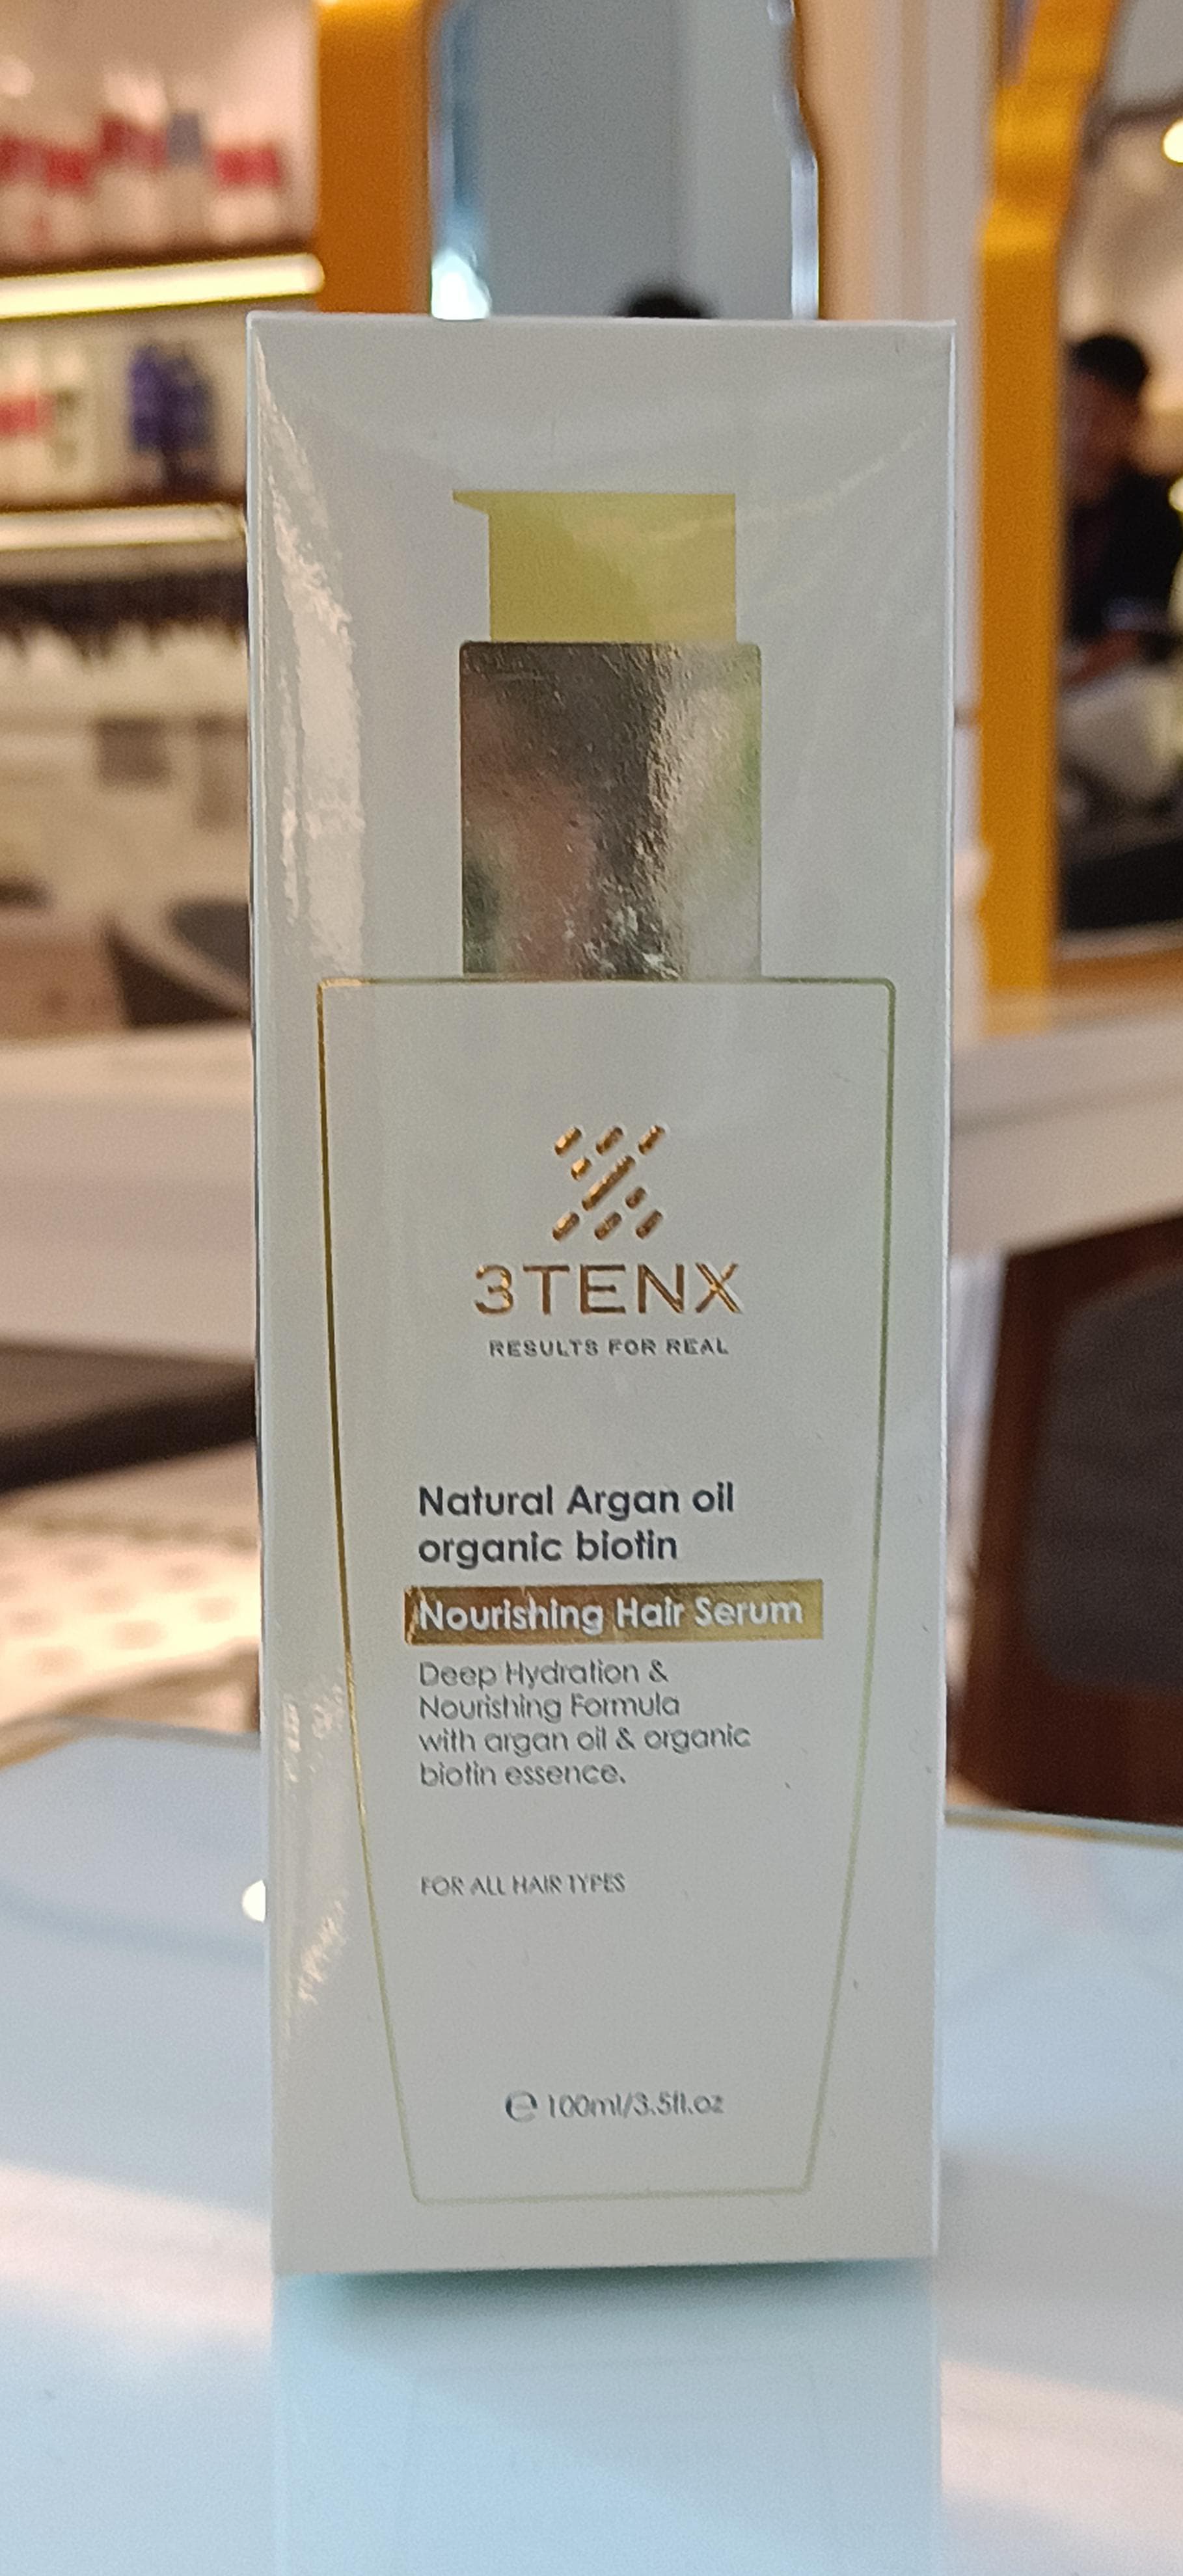 3TENX
RESULTS FOR REAL
Natural Argan oil
organic biotin
Nourishing Hair Serum
Deep Hydration &
Nourishing Formula
with argan oil & organic
biotin essence.
FOR ALL HAIR TYPES
℮ 100ml/3.5fl.oz